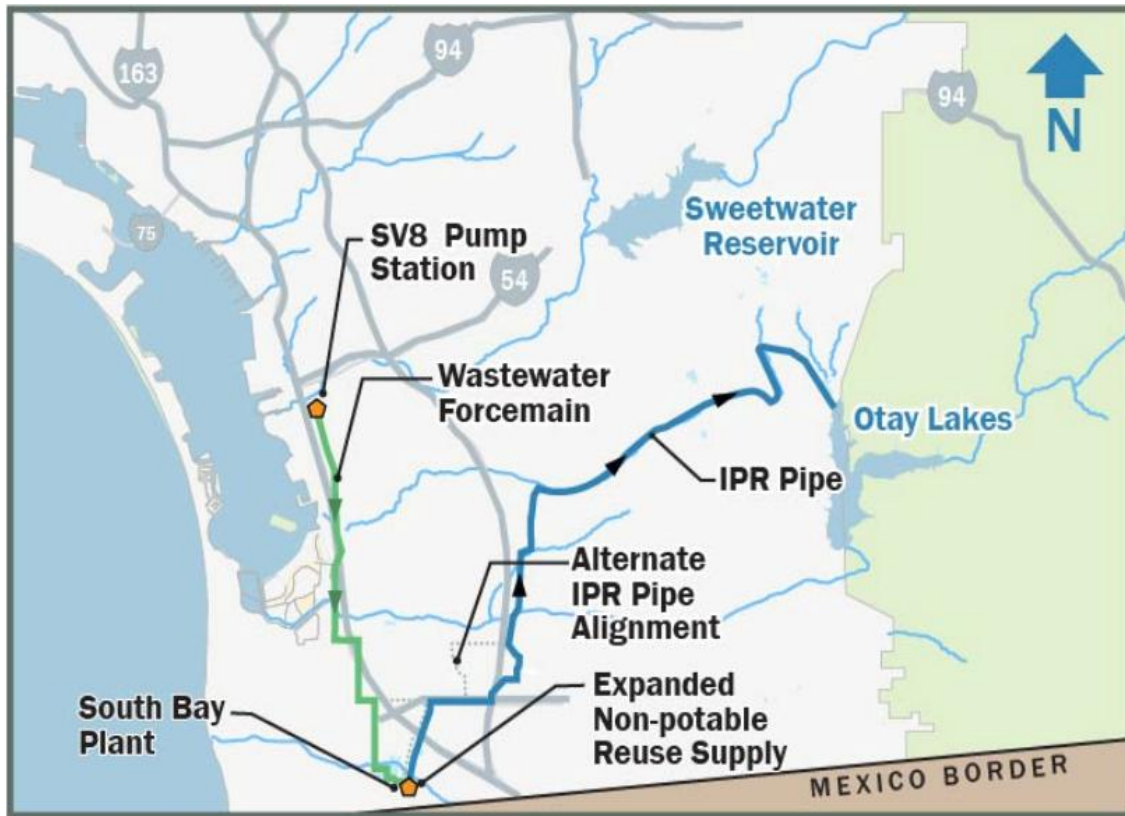 163
94
94
N
Sweetwater
Reservoir
75
SV8 Pump
Station
54
Wastewater
Forcemain
Otay Lakes
IPR Pipe
Alternate
IPR Pipe
Alignment
South Bay
Plant
Expanded
Non-potable
Reuse Supply
MEXICO BORDER